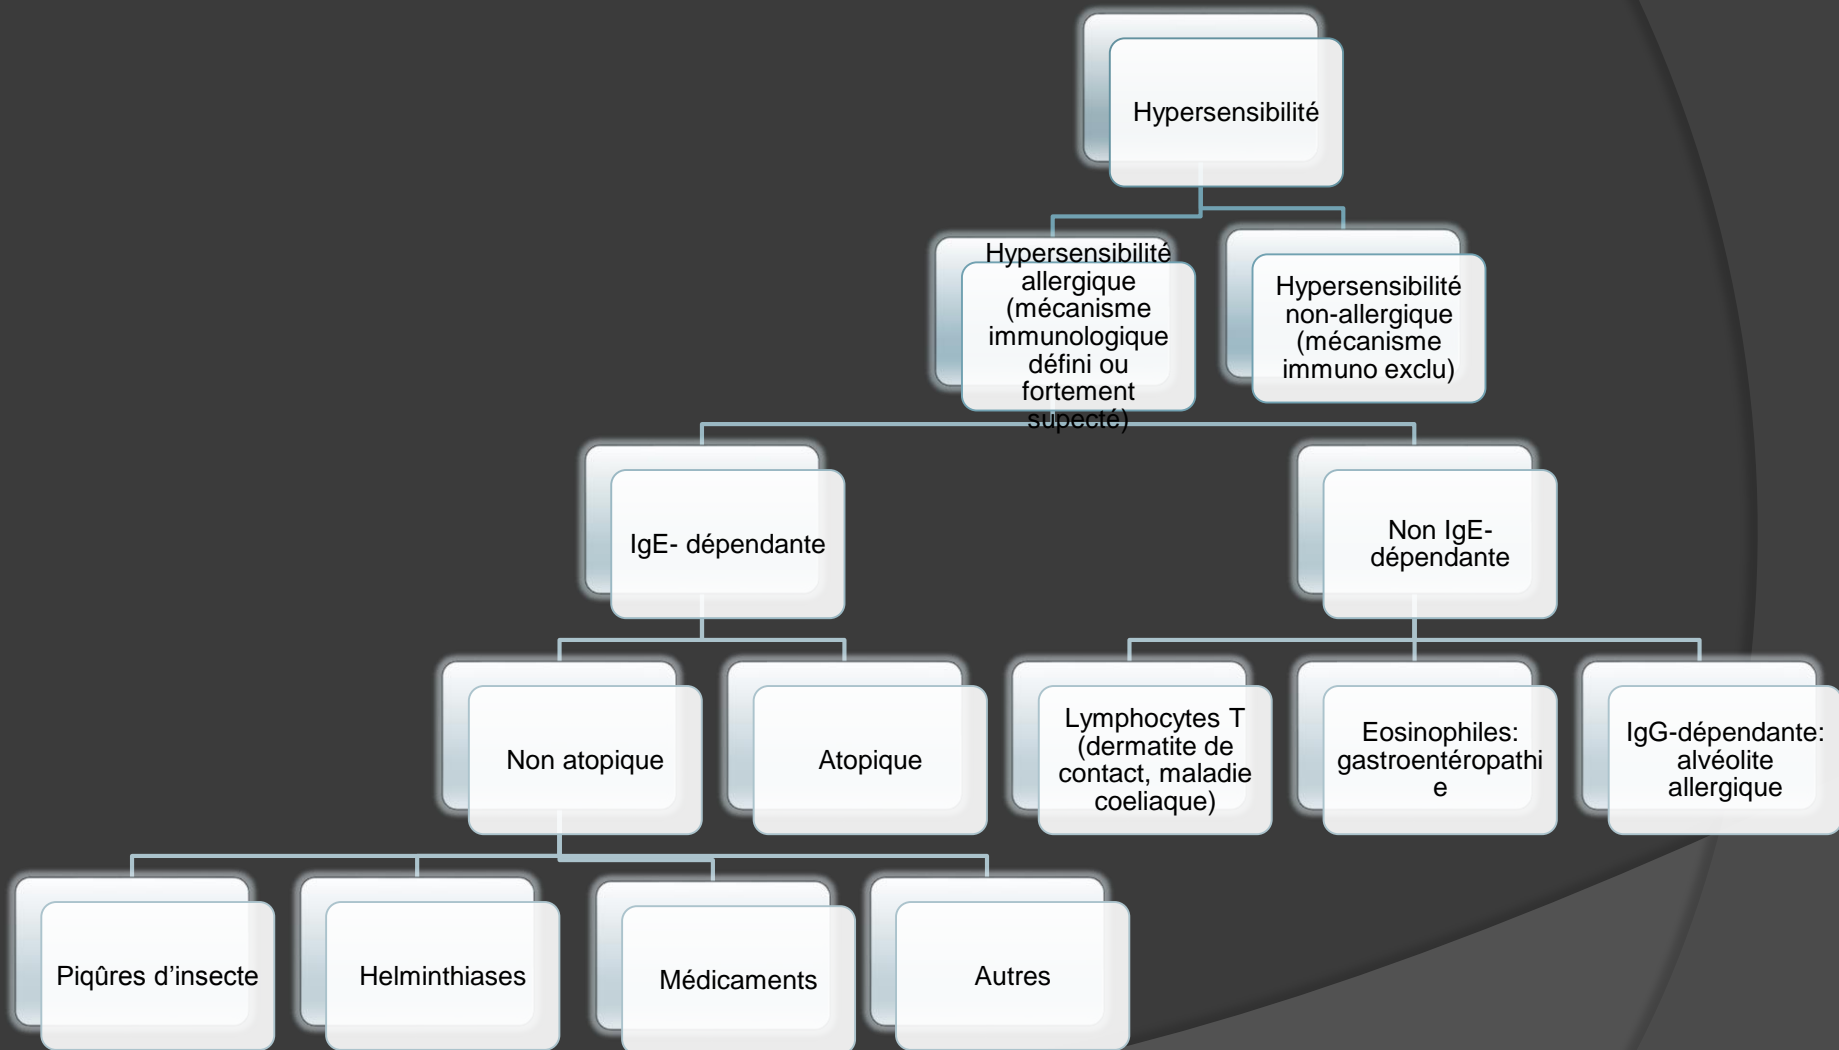 Hypersensibilité
Hypersensibilité
allergique
(mécanisme
immunologique
défini ou
fortement
supecté)
Hypersensibilité
non-allergique
(mécanisme
immuno exclu)
IgE- dépendante
Non IgE-
dépendante
Non atopique
Atopique
Lymphocytes T
(dermatite de
contact, maladie
coeliaque)
Eosinophiles:
gastroentéropathi
e
IgG-dépendante:
alvéolite
allergique
Piqûres d’insecte
Helminthiases
Médicaments
Autres